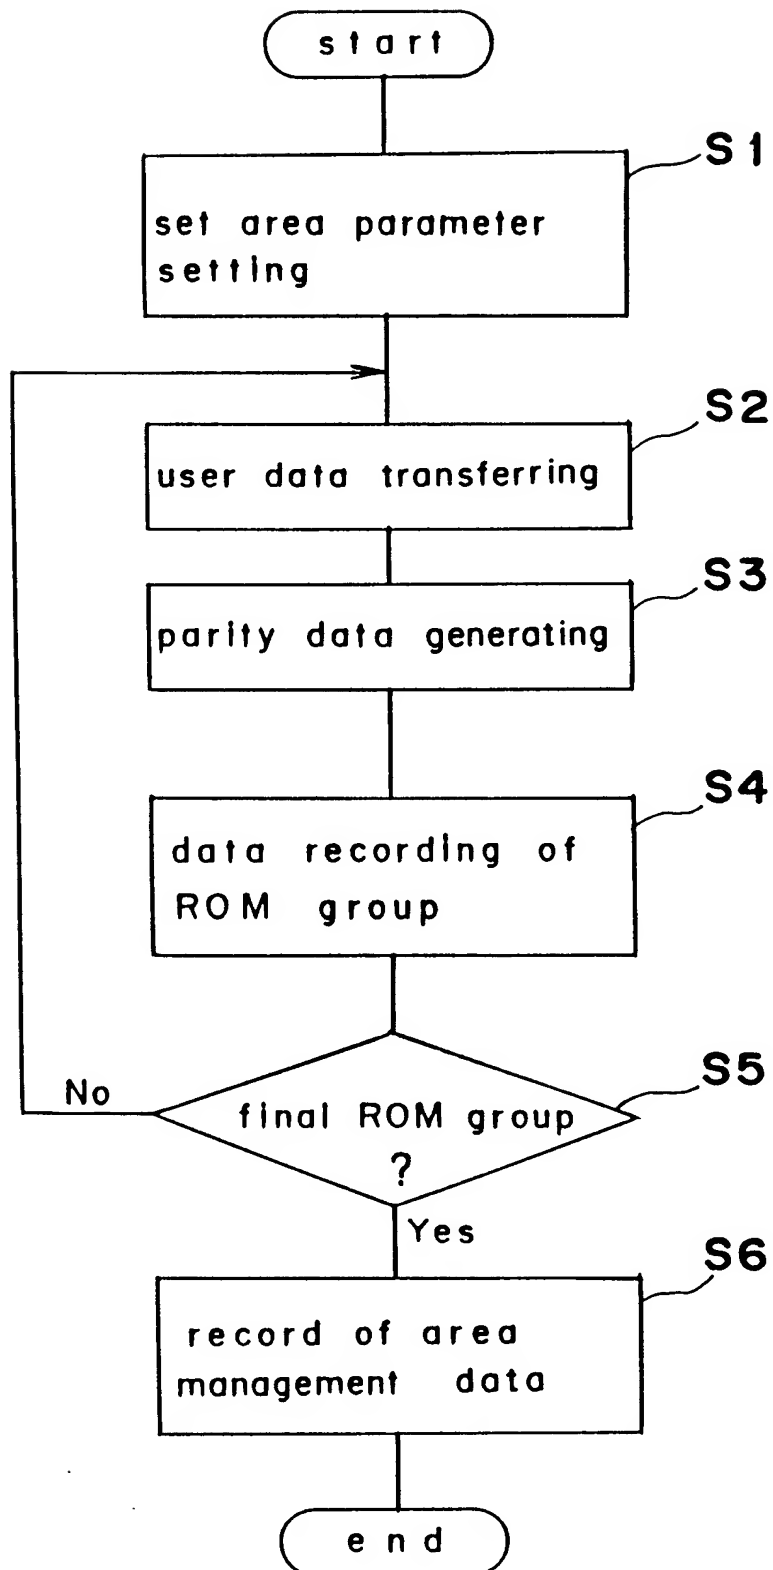 start
S1
set area parameter
setting
S2
user data transferring
S3
parity data generating
S4
data recording of
ROM group
S5
No
final ROM group
?
Yes
S6
record of area
management data
end